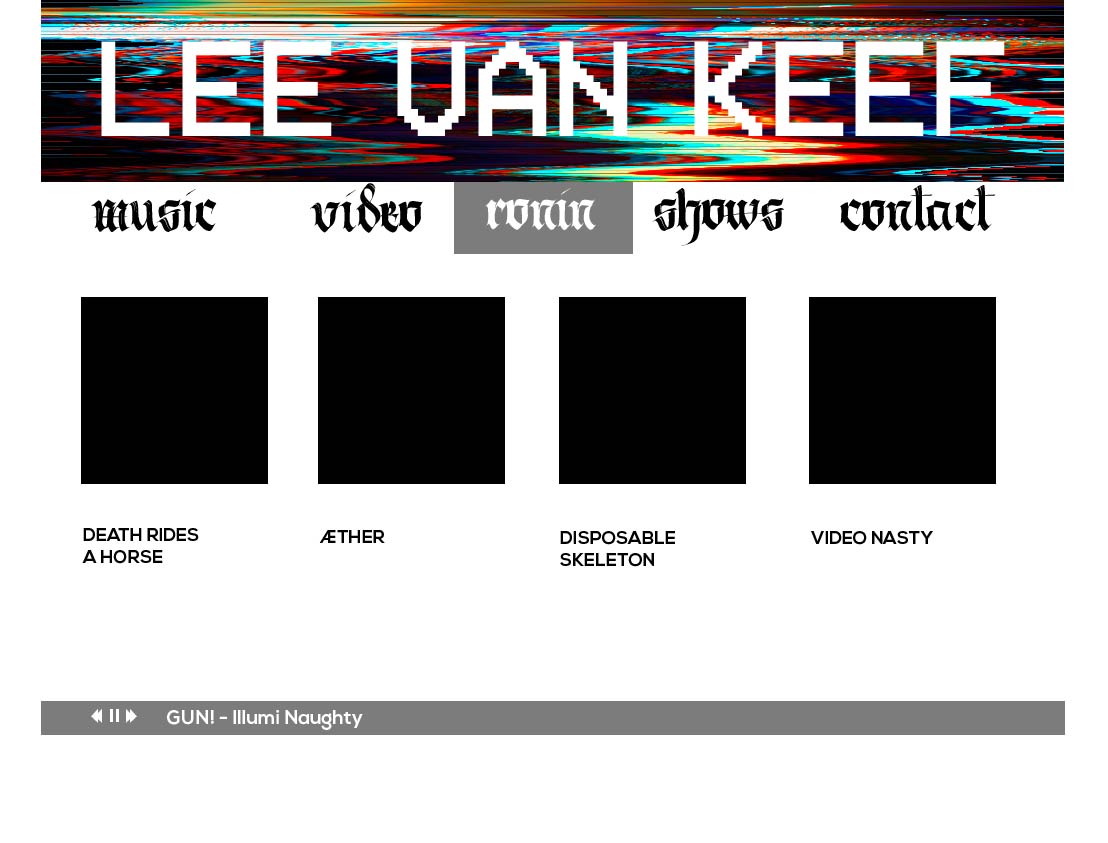 LEE VAN KEEF
music video ronin shows contact
DEATH RIDES
A HORSE
ÆTHER
DISPOSABLE
SKELETON
VIDEO NASTY
GUN! - Illumi Naughty